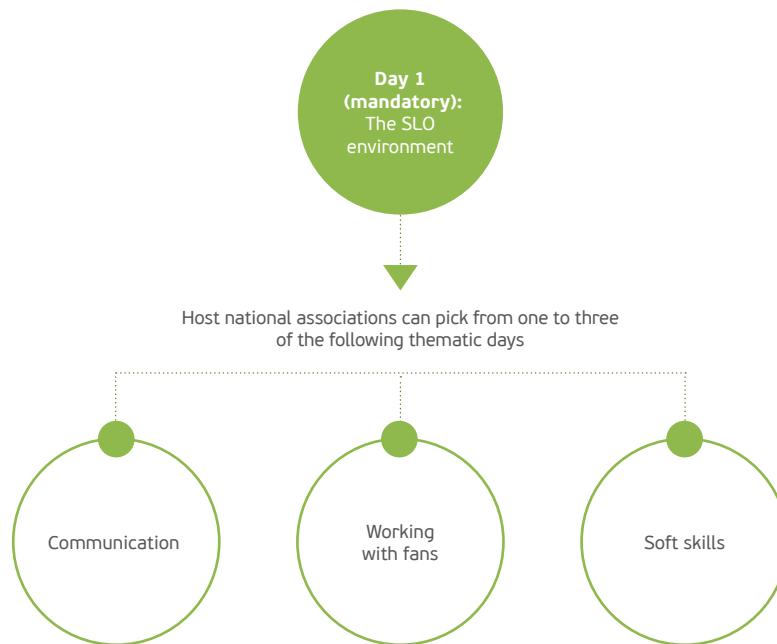 Day 1
(mandatory):
The SLO
environment
Host national associations can pick from one to three
of the following thematic days
Communication
Working
with fans
Soft skills